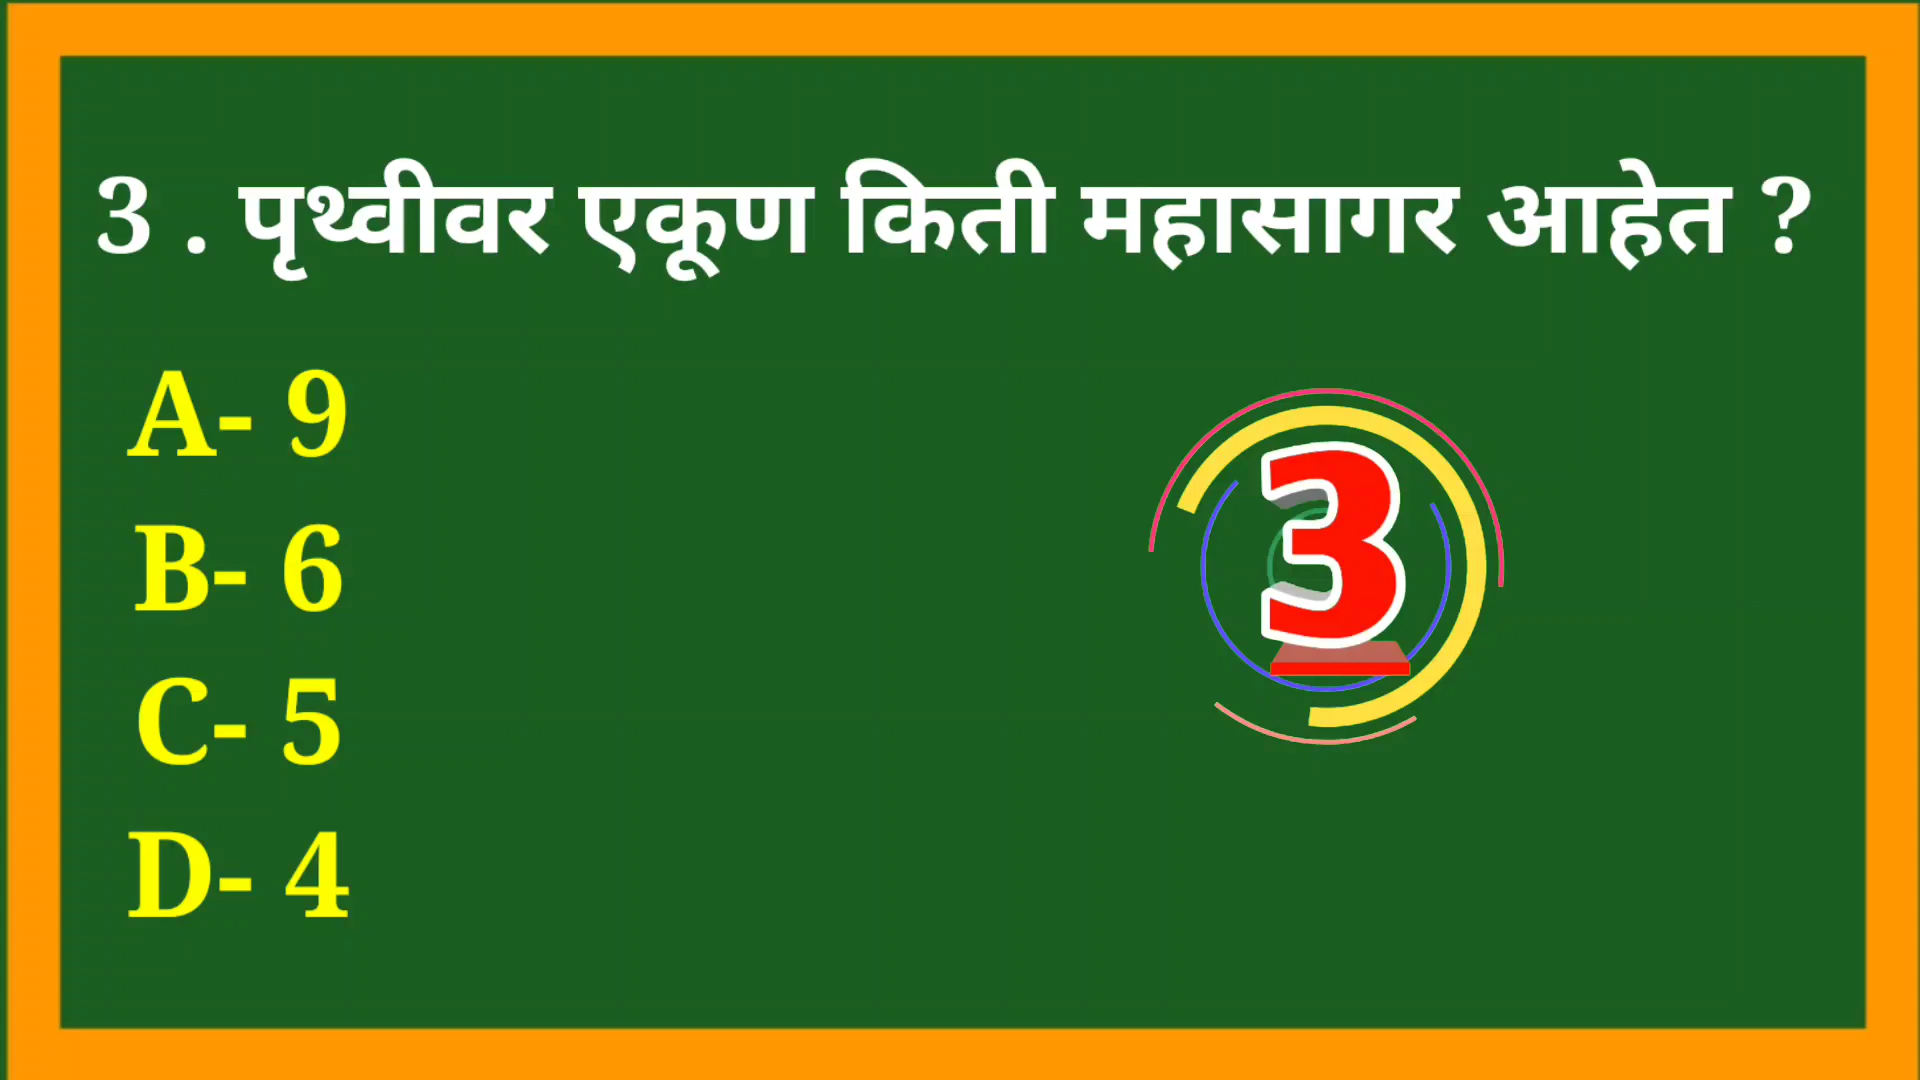 3 . पृथ्वीवर एकूण किती महासागर आहेत ?
A- 9
B- 6
C- 5
D- 4
3